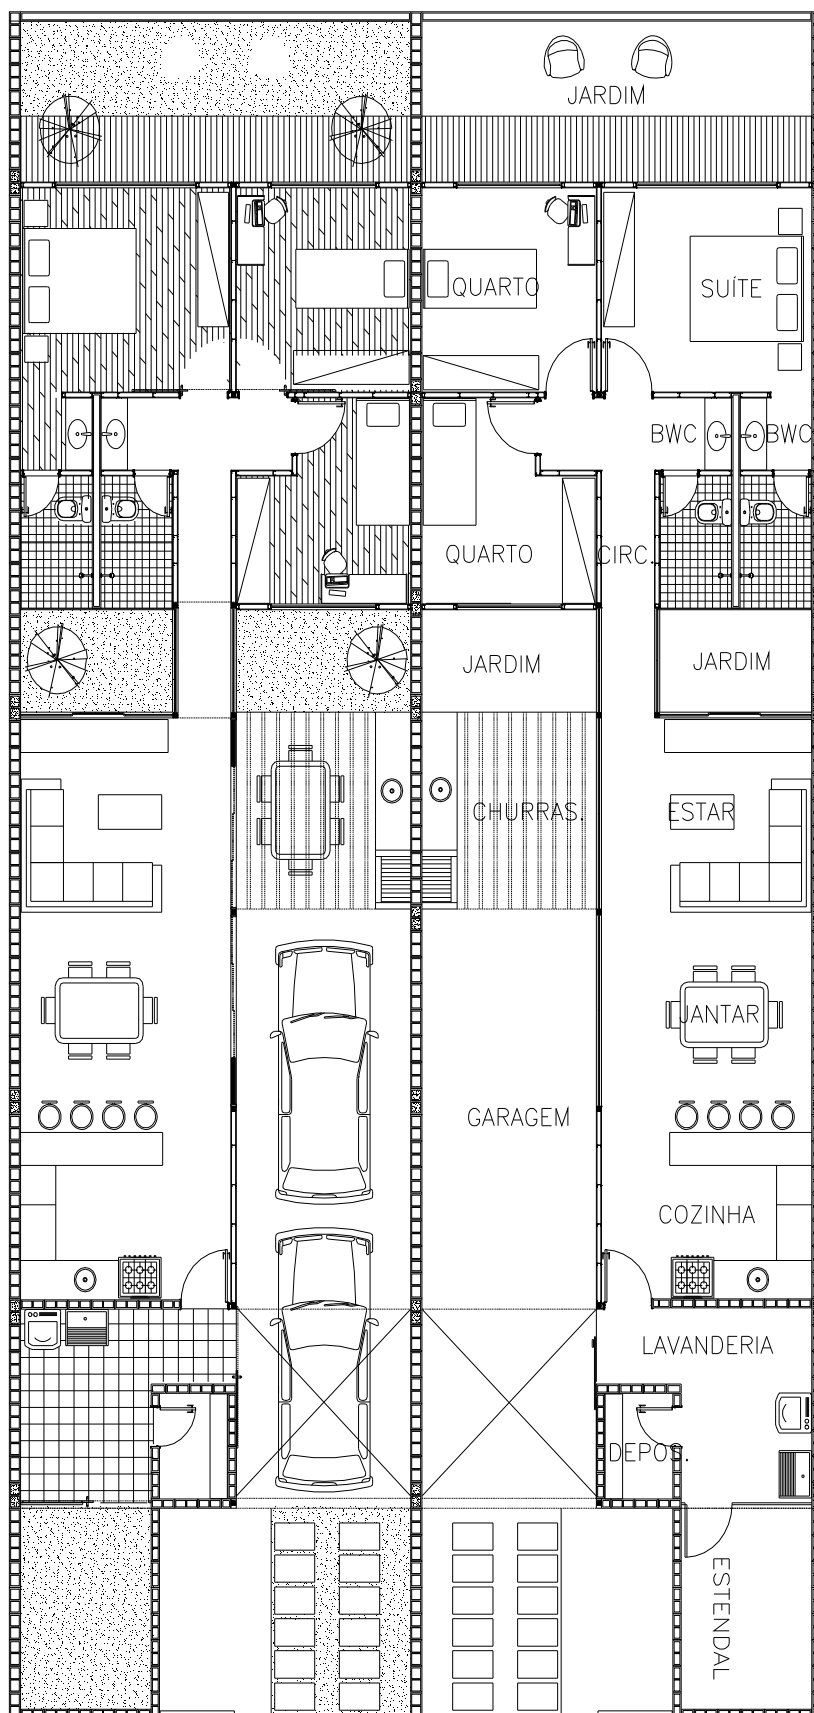 JARDIM
QUARTO
SUÍTE
BWC
BWC
QUARTO
CIRC.
JARDIM
JARDIM
CHURRAS.
ESTAR
JANTAR
GARAGEM
COZINHA
LAVANDERIA
DEPOS.
ESTENDAL